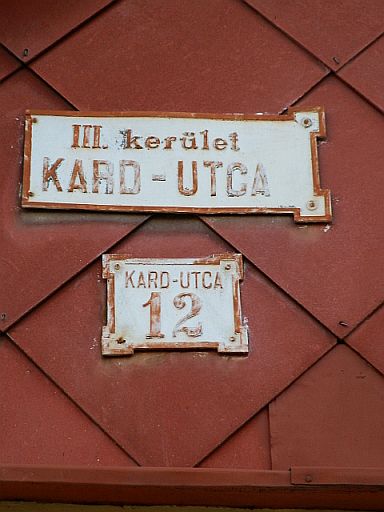 III. kerület
KARD-UTCA
KARD-UTCA
12